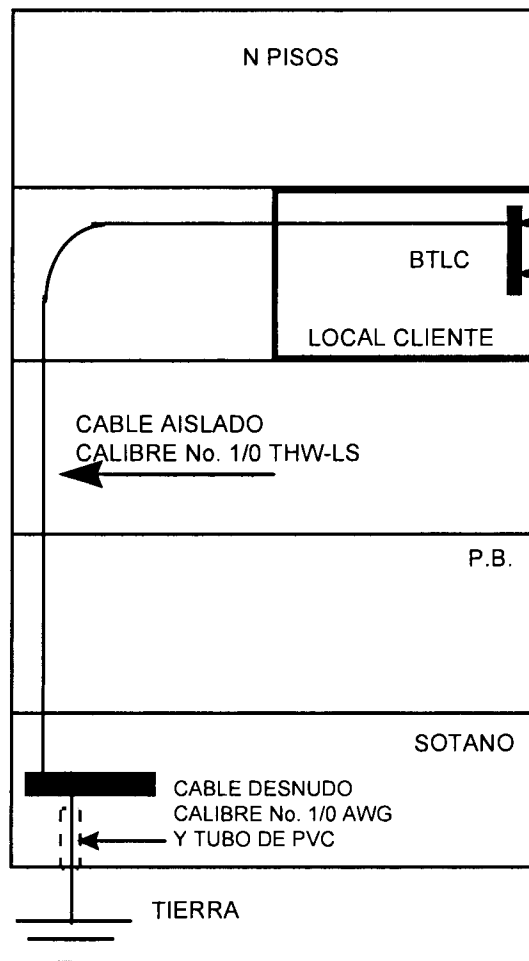 N PISOS
BTLC
LOCAL CLIENTE
CABLE AISLADO
CALIBRE No. 1/0 THW-LS
P.B.
SOTANO
CABLE DESNUDO
CALIBRE No. 1/0 AWG
Y TUBO DE PVC
TIERRA